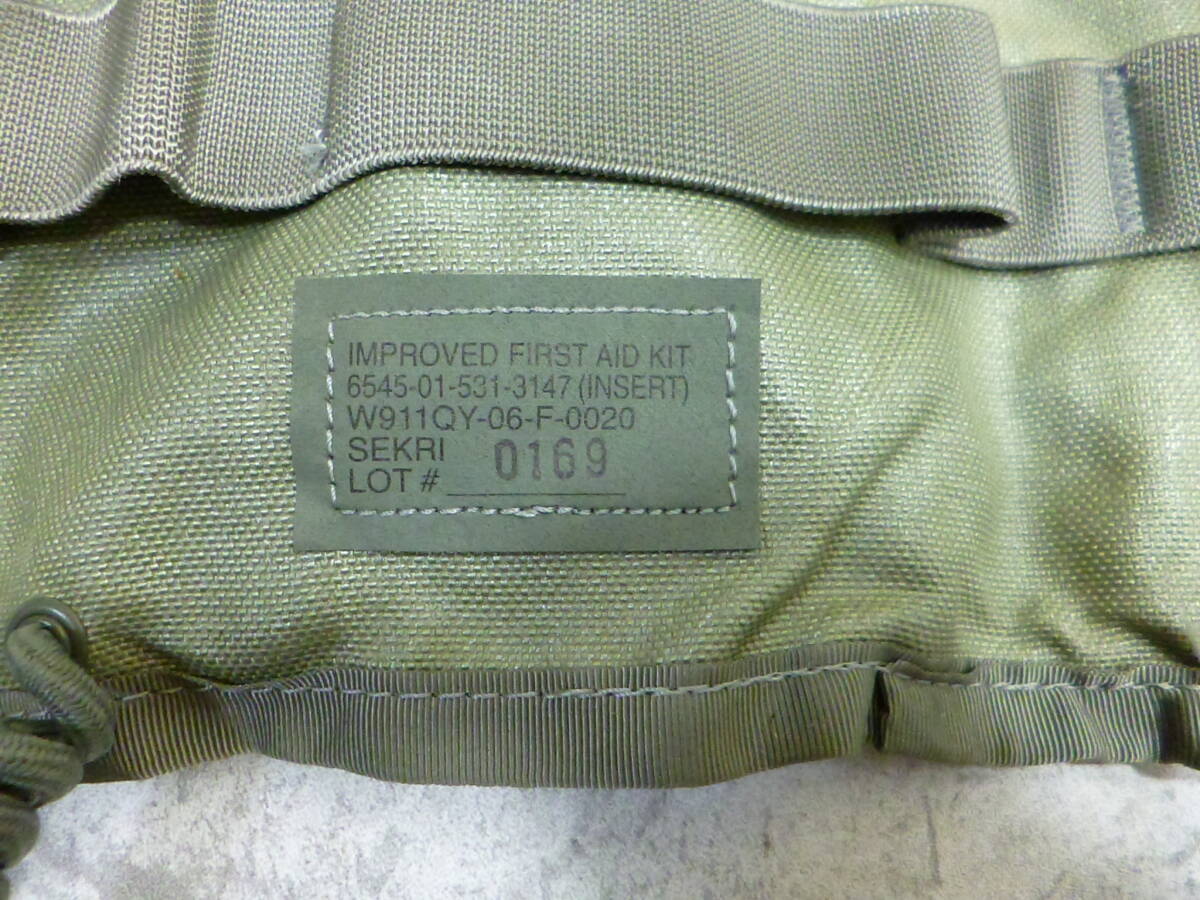 IMPROVED FIRST AID KIT
6545-01-531-3147 (INSERT)
W911QY-06-F-0020
SEKRI
LOT # 0169